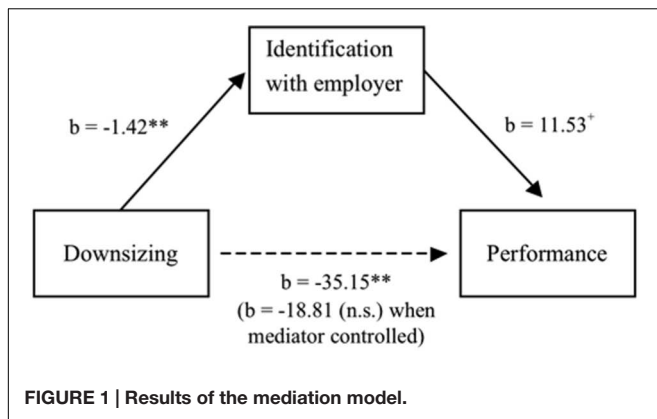 Identification
with employer
b = -1.42**
b = 11.53⁺
Downsizing
Performance
b = -35.15**
(b = -18.81 (n.s.) when
mediator controlled)
FIGURE 1 | Results of the mediation model.